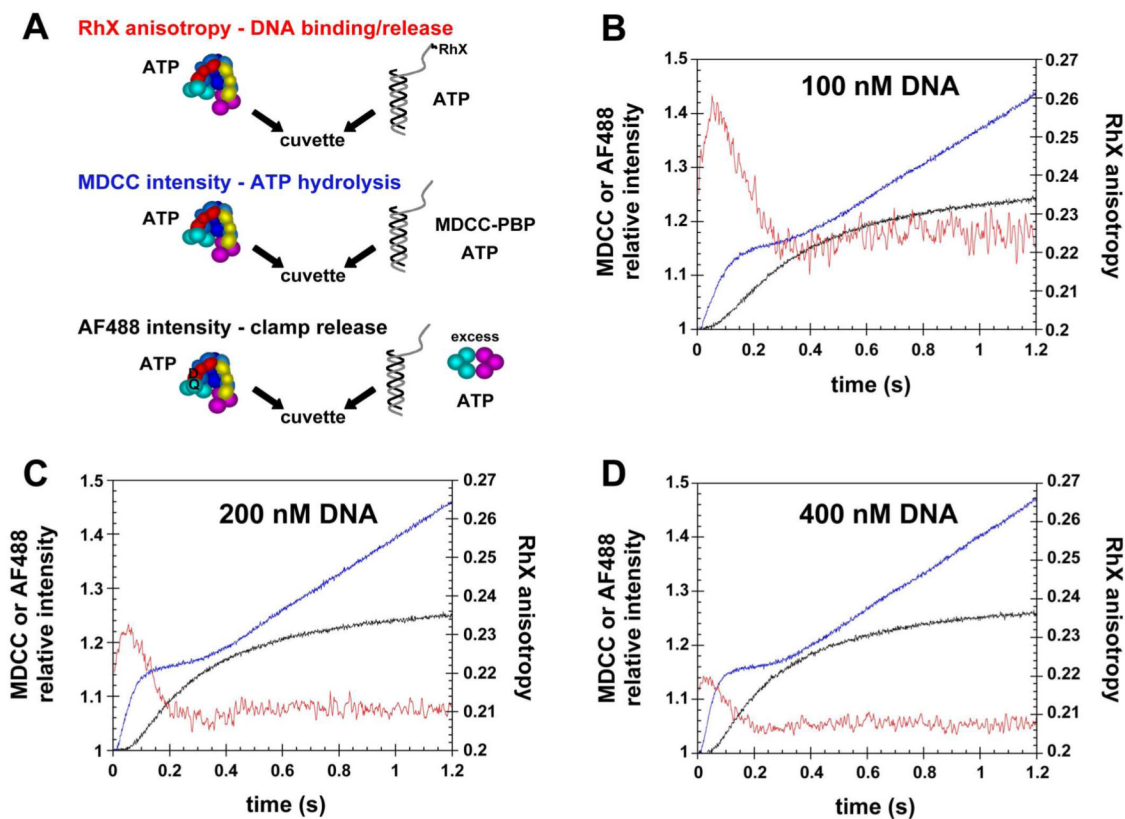 A
RhX anisotropy - DNA binding/release
ATP
RhX
ATP
cuvette
MDCC intensity - ATP hydrolysis
ATP
MDCC-PBP
ATP
cuvette
AF488 intensity - clamp release
ATP
D
Q
excess
ATP
cuvette
B
100 nM DNA
MDCC or AF488
relative intensity
1.5
1.4
1.3
1.2
1.1
1
RhX anisotropy
0.27
0.26
0.25
0.24
0.23
0.22
0.21
0.2
0 0.2 0.4 0.6 0.8 1 1.2
time (s)
C
200 nM DNA
MDCC or AF488
relative intensity
1.5
1.4
1.3
1.2
1.1
1
RhX anisotropy
0.27
0.26
0.25
0.24
0.23
0.22
0.21
0.2
0 0.2 0.4 0.6 0.8 1 1.2
time (s)
D
400 nM DNA
MDCC or AF488
relative intensity
1.5
1.4
1.3
1.2
1.1
1
RhX anisotropy
0.27
0.26
0.25
0.24
0.23
0.22
0.21
0.2
0 0.2 0.4 0.6 0.8 1 1.2
time (s)